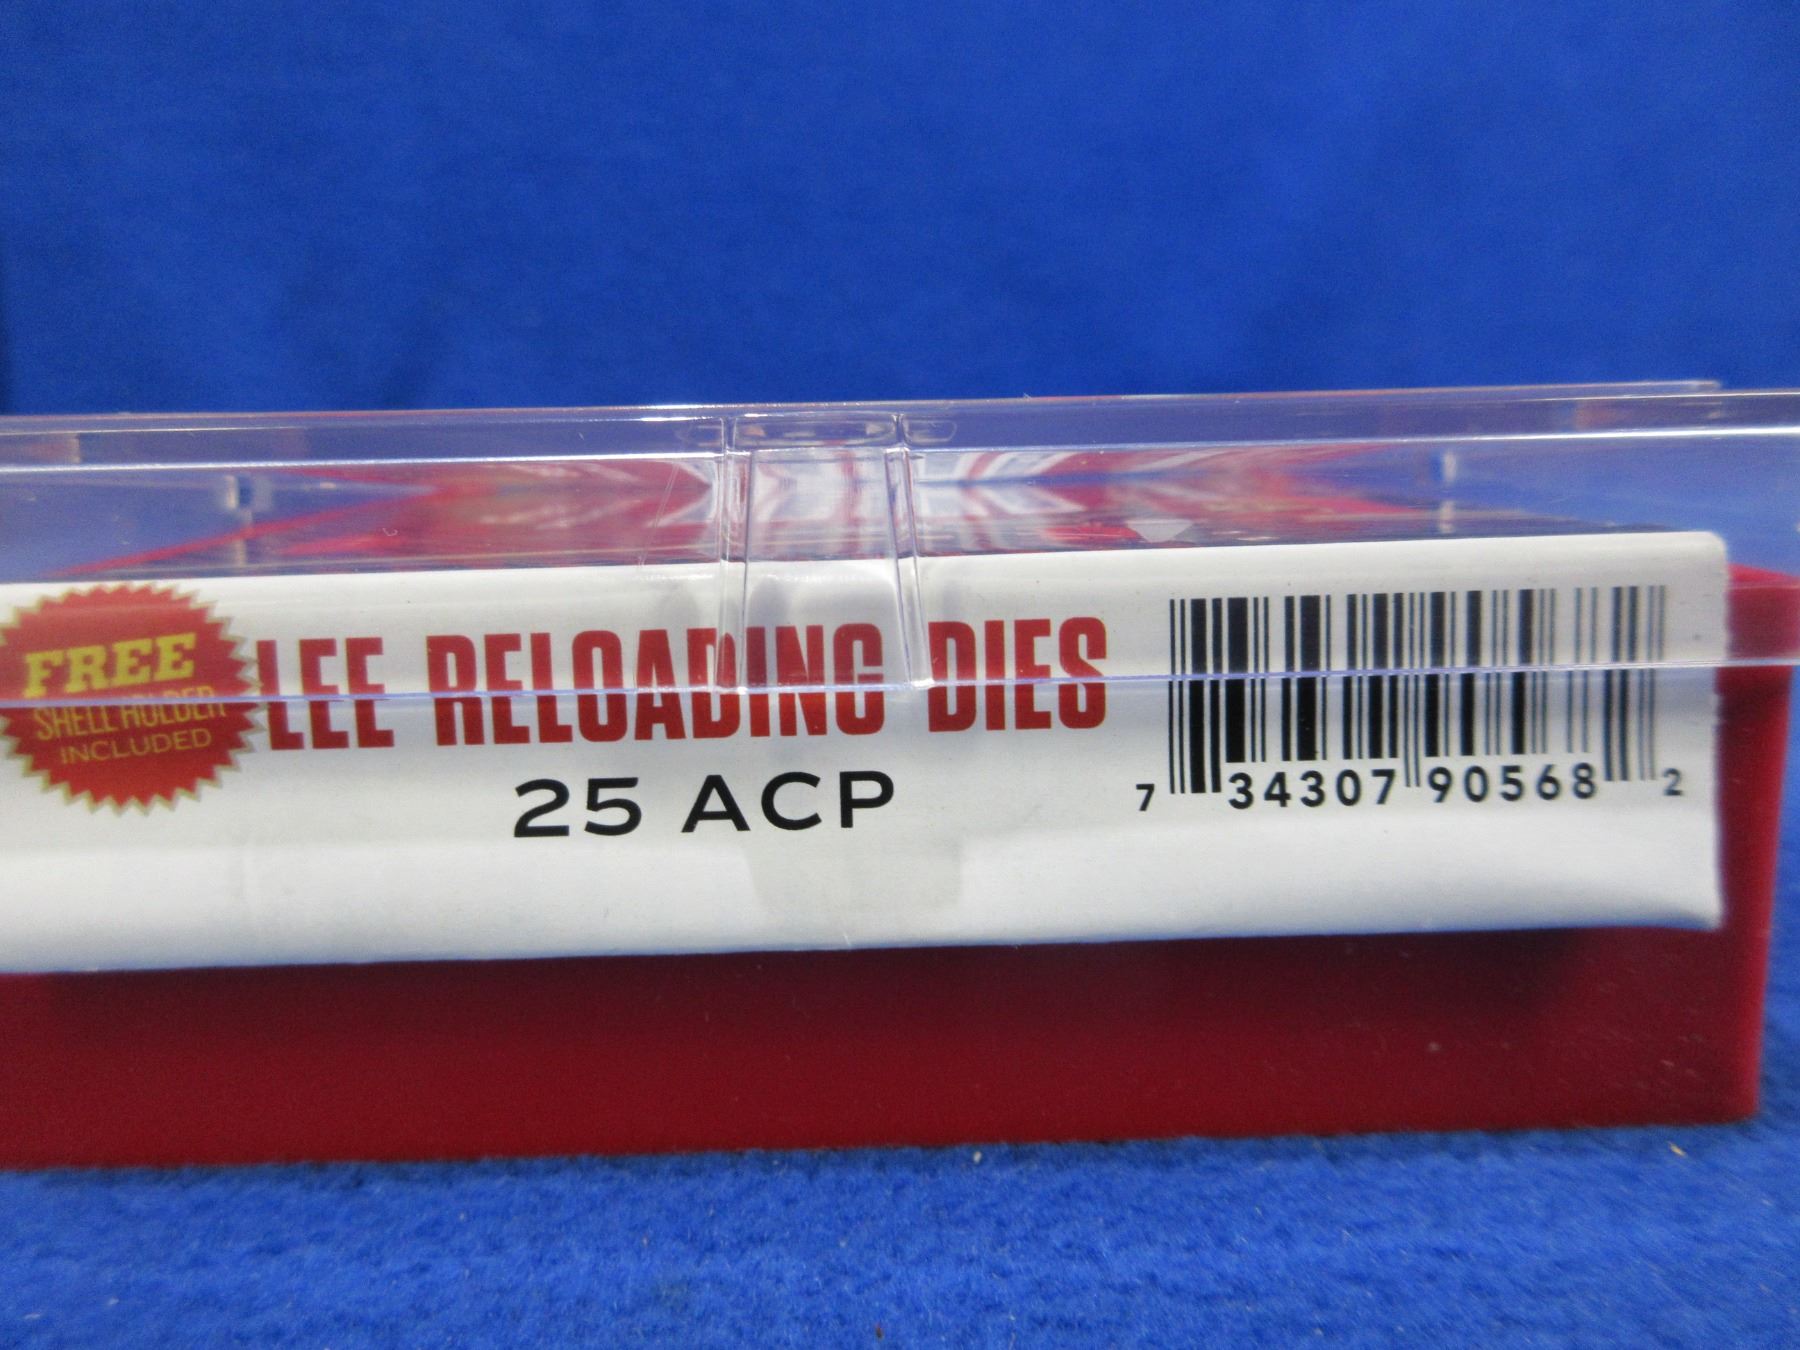 FREE
SHELL HOLDER
INCLUDED
LEE RELOADING DIES
25 ACP
7 34307 90568 2